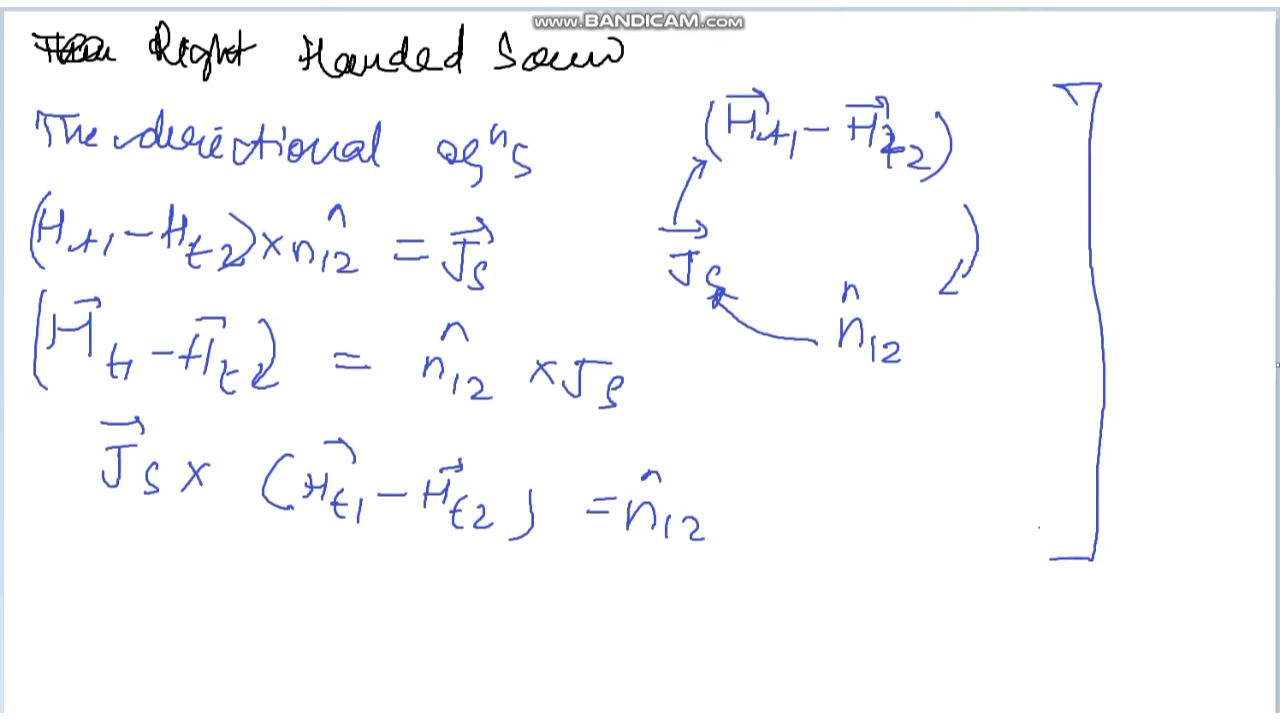 www.BANDICAM.com
Right Handed Screw
The directional eqⁿs
(Ht1 − Ht2) × n̂12 = J⃗s
(H⃗t1 − H⃗t2) = n̂12 × Js
J⃗s × (H⃗t1 − H⃗t2) = n̂12
(H⃗t1 − H⃗t2)
J⃗s
n̂12